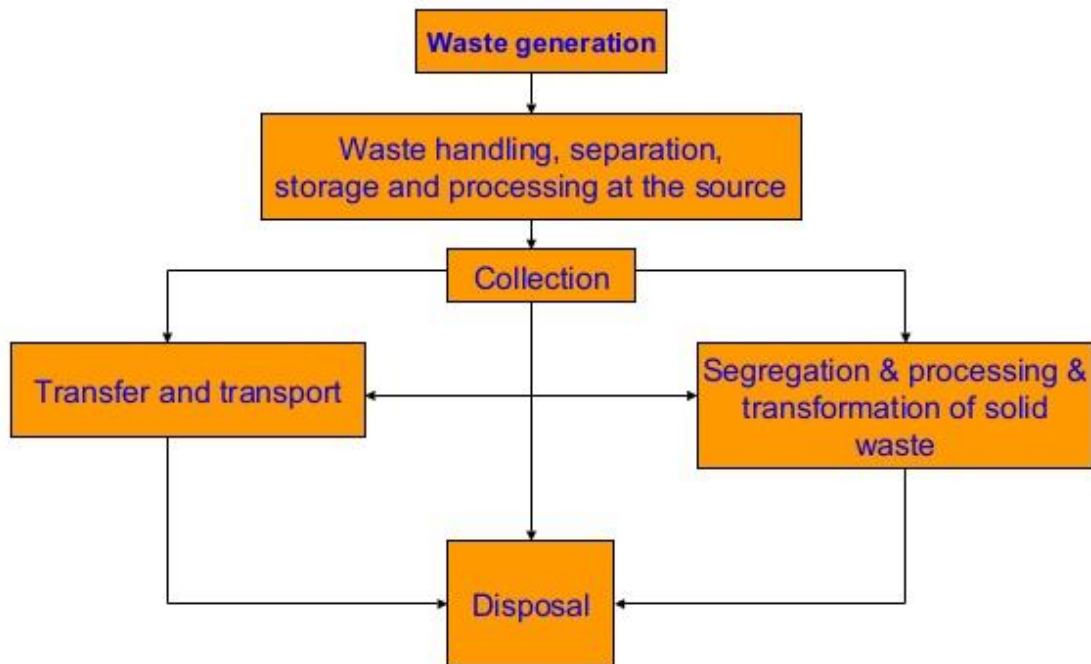 Waste generation
Waste handling, separation,
storage and processing at the source
Collection
Transfer and transport
Segregation & processing &
transformation of solid
waste
Disposal